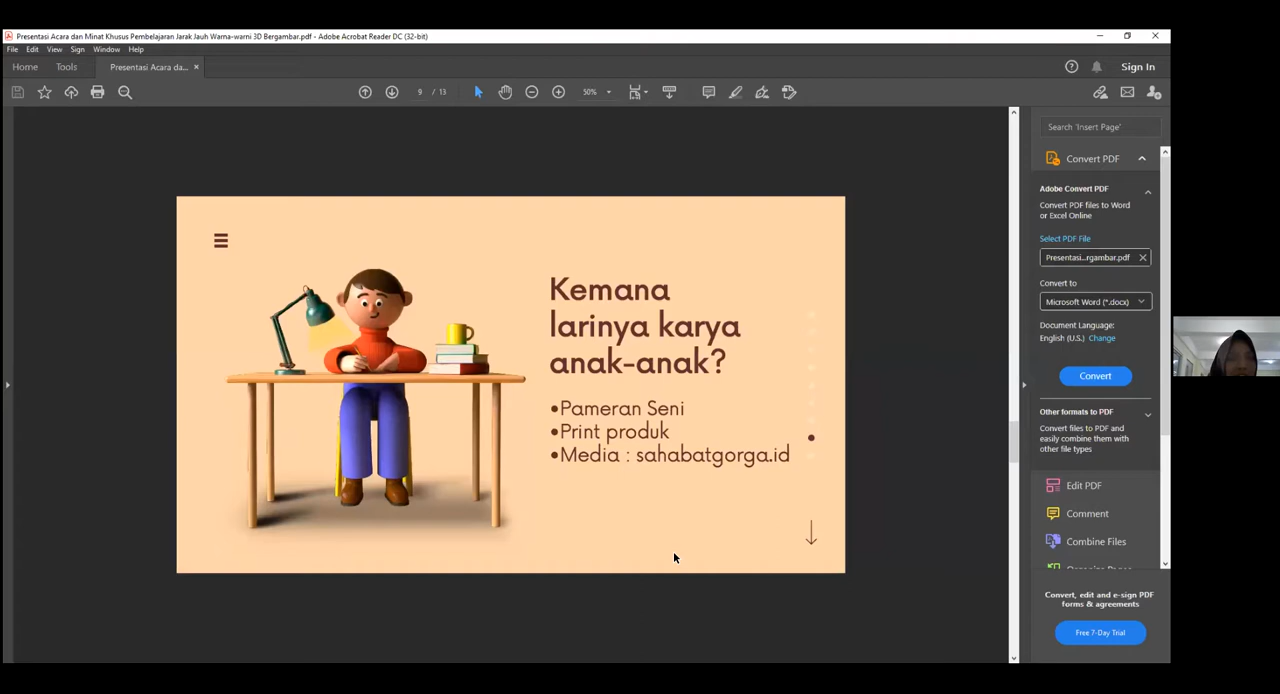 Presentasi Acara dan Minat Khusus Pembelajaran Jarak Jauh Warna-warni 3D Bergambar.pdf - Adobe Acrobat Reader DC (32-bit)
File Edit View Sign Window Help
Home Tools Presentasi Acara da... × Sign In
9 / 13 50%
Search 'Insert Page'
Convert PDF
Adobe Convert PDF
Convert PDF files to Word
or Excel Online
Select PDF File
Presentasi...rgambar.pdf
Convert to
Microsoft Word (*.docx)
Document Language:
English (U.S.) Change
Convert
Other formats to PDF
Convert files to PDF and
easily combine them with
other file types
Edit PDF
Comment
Combine Files
Organize Pages
Convert, edit and e-sign PDF
forms & agreements
Free 7-Day Trial
Kemana
larinya karya
anak-anak?
•Pameran Seni
•Print produk
•Media : sahabatgorga.id